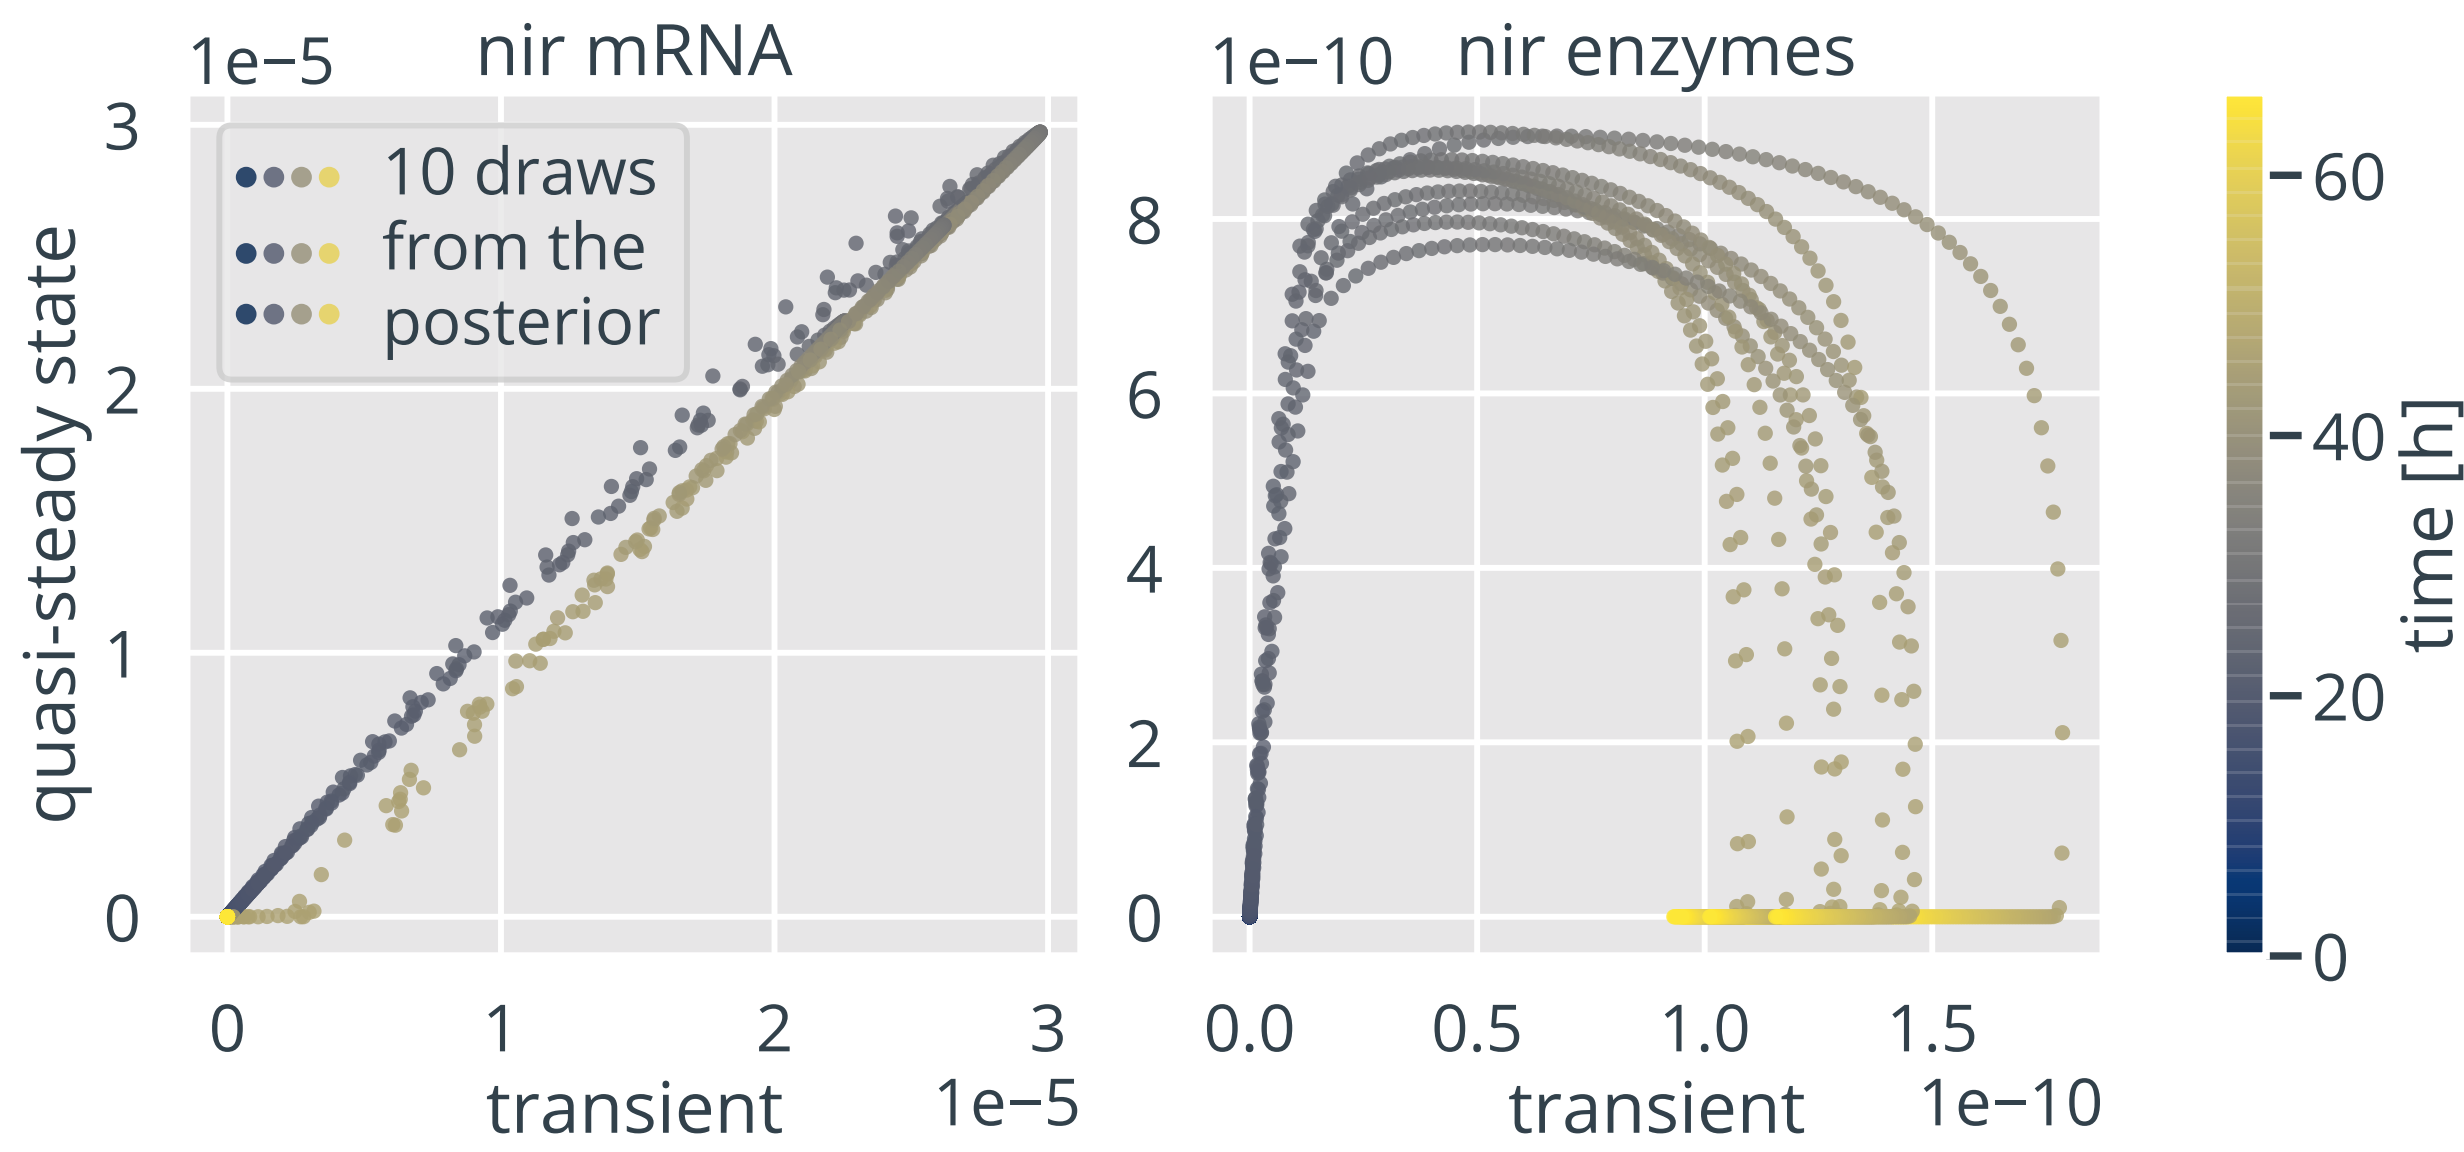 1e−5
nir mRNA
3
2
1
0
quasi-steady state
10 draws
from the
posterior
0 1 2 3
transient
1e−5
1e−10
nir enzymes
8
6
4
2
0
0.0 0.5 1.0 1.5
transient
1e−10
60
40
20
0
time [h]